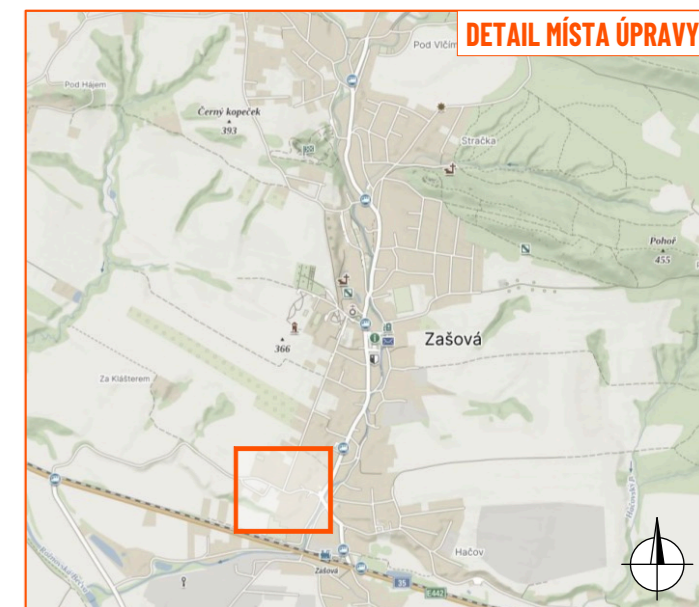 DETAIL MÍSTA ÚPRAVY
Pod Vlčím
Pod Hájem
Černý kopeček
393
Stračka
Pohoř
455
Zašová
366
Za Klášterem
Hačov
Zašová
35
E 442